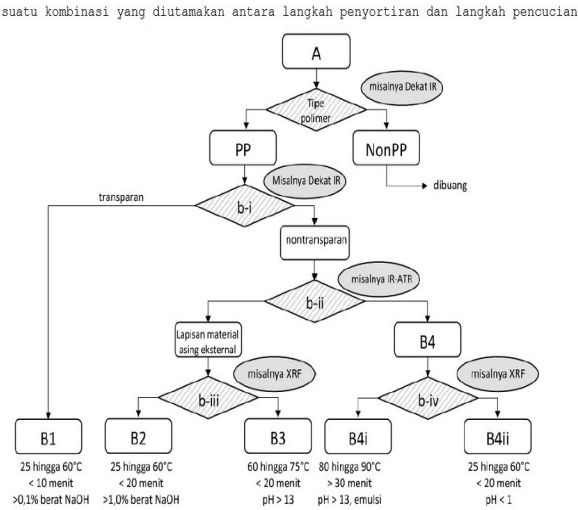 suatu kombinasi yang diutamakan antara langkah penyortiran dan langkah pencucian
A
misalnya Dekat IR
Tipe
polimer
PP
NonPP
Misalnya Dekat IR
dibuang
transparan
b-i
nontransparan
misalnya IR-ATR
b-ii
Lapisan material
asing eksternal
B4
misalnya XRF
misalnya XRF
b-iii
b-iv
B1
B2
B3
B4i
B4ii
25 hingga 60°C
< 10 menit
>0,1% berat NaOH
25 hingga 60°C
< 20 menit
>1,0% berat NaOH
60 hingga 75°C
< 20 menit
pH > 13
80 hingga 90°C
> 30 menit
pH > 13, emulsi
25 hingga 60°C
< 20 menit
pH < 1